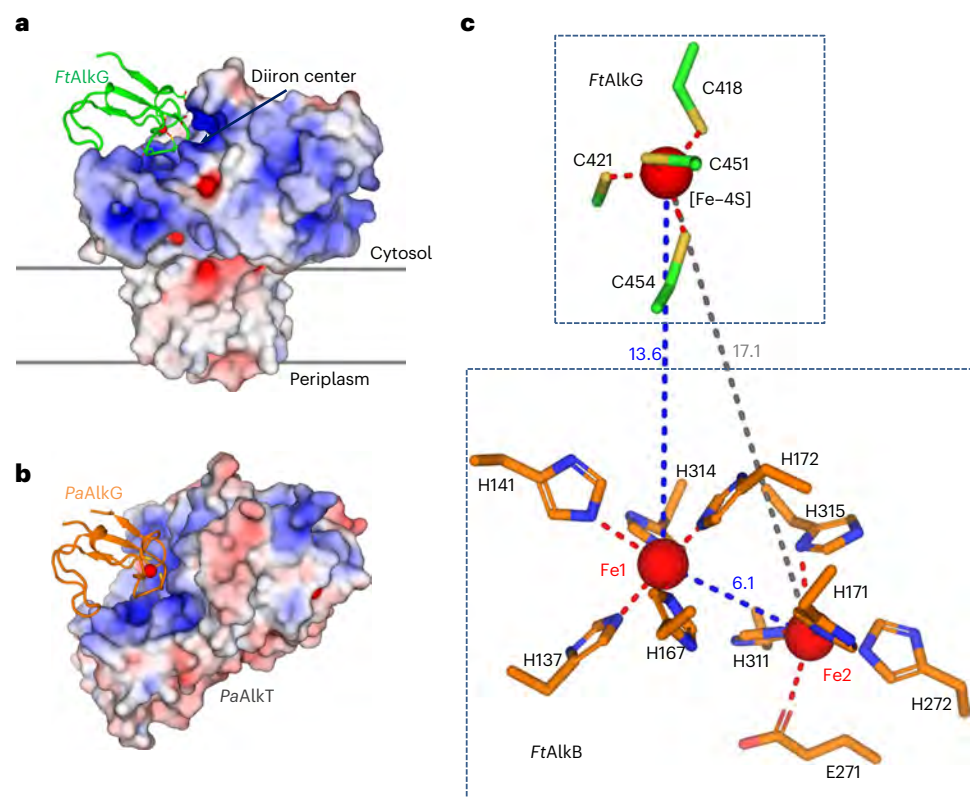 a
FtAlkG
Diiron center
Cytosol
Periplasm
b
PaAlkG
PaAlkT
c
FtAlkG
C418
C421
C451
[Fe–4S]
C454
13.6
17.1
H141
H314
H172
H315
Fe1
6.1
H171
H137
H167
H311
Fe2
H272
FtAlkB
E271